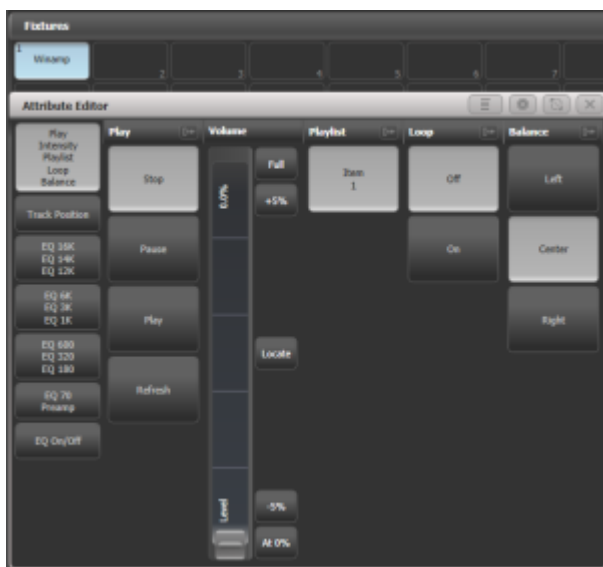 Fixtures
1
Winamp
2
3
4
5
6
7
Attribute Editor
Play
Intensity
Playlist
Loop
Balance
Play
Volume
Playlist
Loop
Balance
Stop
0.0%
Full
+5%
Item
1
Off
Left
Track Position
EQ 16K
EQ 14K
EQ 12K
Pause
On
Center
EQ 6K
EQ 3K
EQ 1K
Play
Right
EQ 600
EQ 320
EQ 180
Locate
Refresh
EQ 70
Preamp
EQ On/Off
Level
-5%
At 0%